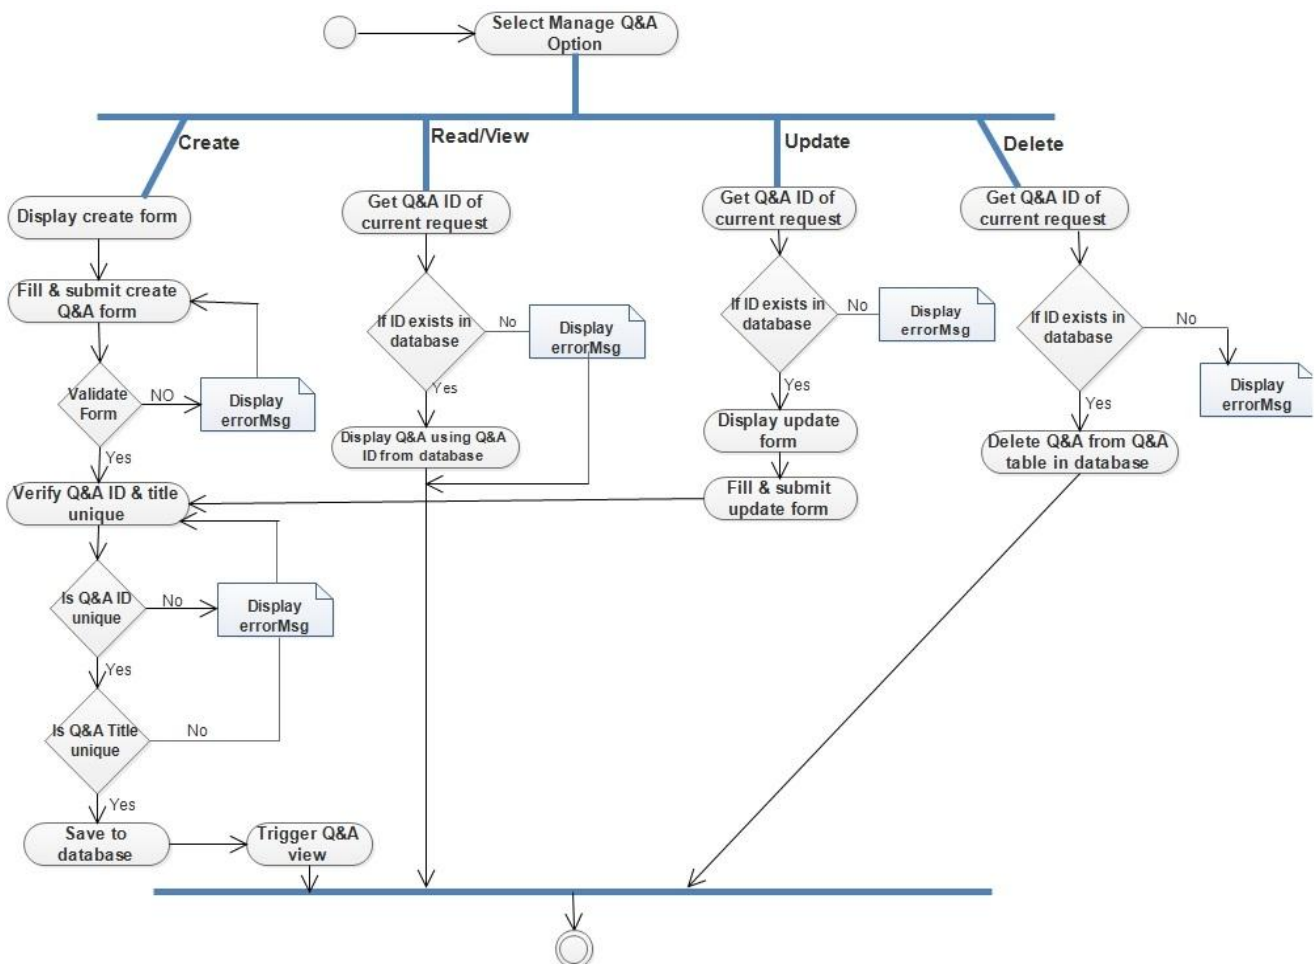 Select Manage Q&A
Option
Create
Read/View
Update
Delete
Display create form
Get Q&A ID of
current request
Get Q&A ID of
current request
Get Q&A ID of
current request
Fill & submit create
Q&A form
If ID exists in
database
No
Display
errorMsg
If ID exists in
database
No
Display
errorMsg
If ID exists in
database
No
Display
errorMsg
Validate
Form
NO
Display
errorMsg
Yes
Yes
Yes
Display Q&A using Q&A
ID from database
Display update
form
Delete Q&A from Q&A
table in database
Yes
Verify Q&A ID & title
unique
Fill & submit
update form
Is Q&A ID
unique
No
Display
errorMsg
Yes
Is Q&A Title
unique
No
Yes
Save to
database
Trigger Q&A
view